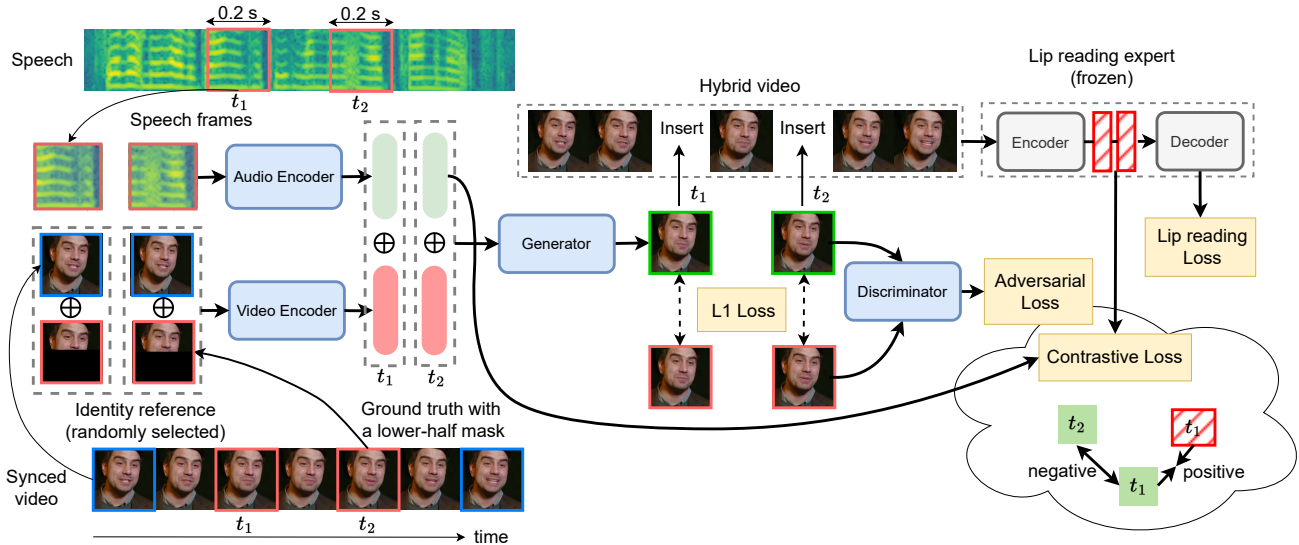 0.2 s
0.2 s
Speech
t₁
t₂
Speech frames
Audio Encoder
Video Encoder
t₁
t₂
Identity reference
(randomly selected)
Ground truth with
a lower-half mask
Synced
video
t₁
t₂
time
Generator
Hybrid video
Insert
Insert
t₁
t₂
L1 Loss
Discriminator
Adversarial
Loss
Lip reading expert
(frozen)
Encoder
Decoder
Lip reading
Loss
Contrastive Loss
t₂
t₁
negative
positive
t₁